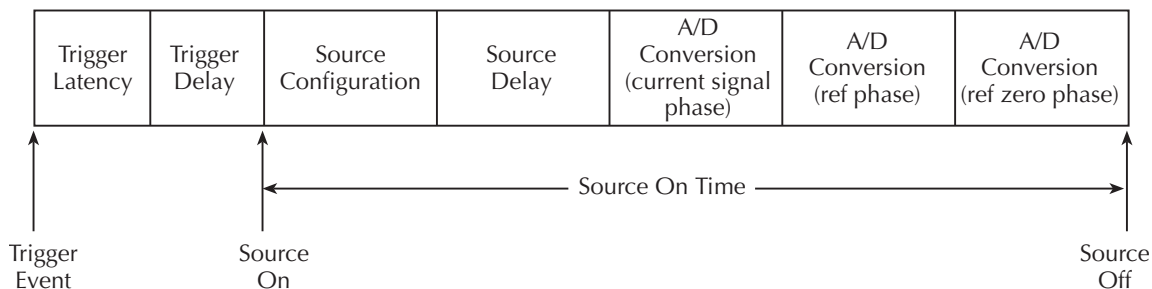 Trigger
Latency
Trigger
Delay
Source
Configuration
Source
Delay
A/D
Conversion
(current signal
phase)
A/D
Conversion
(ref phase)
A/D
Conversion
(ref zero phase)
Source On Time
Trigger
Event
Source
On
Source
Off